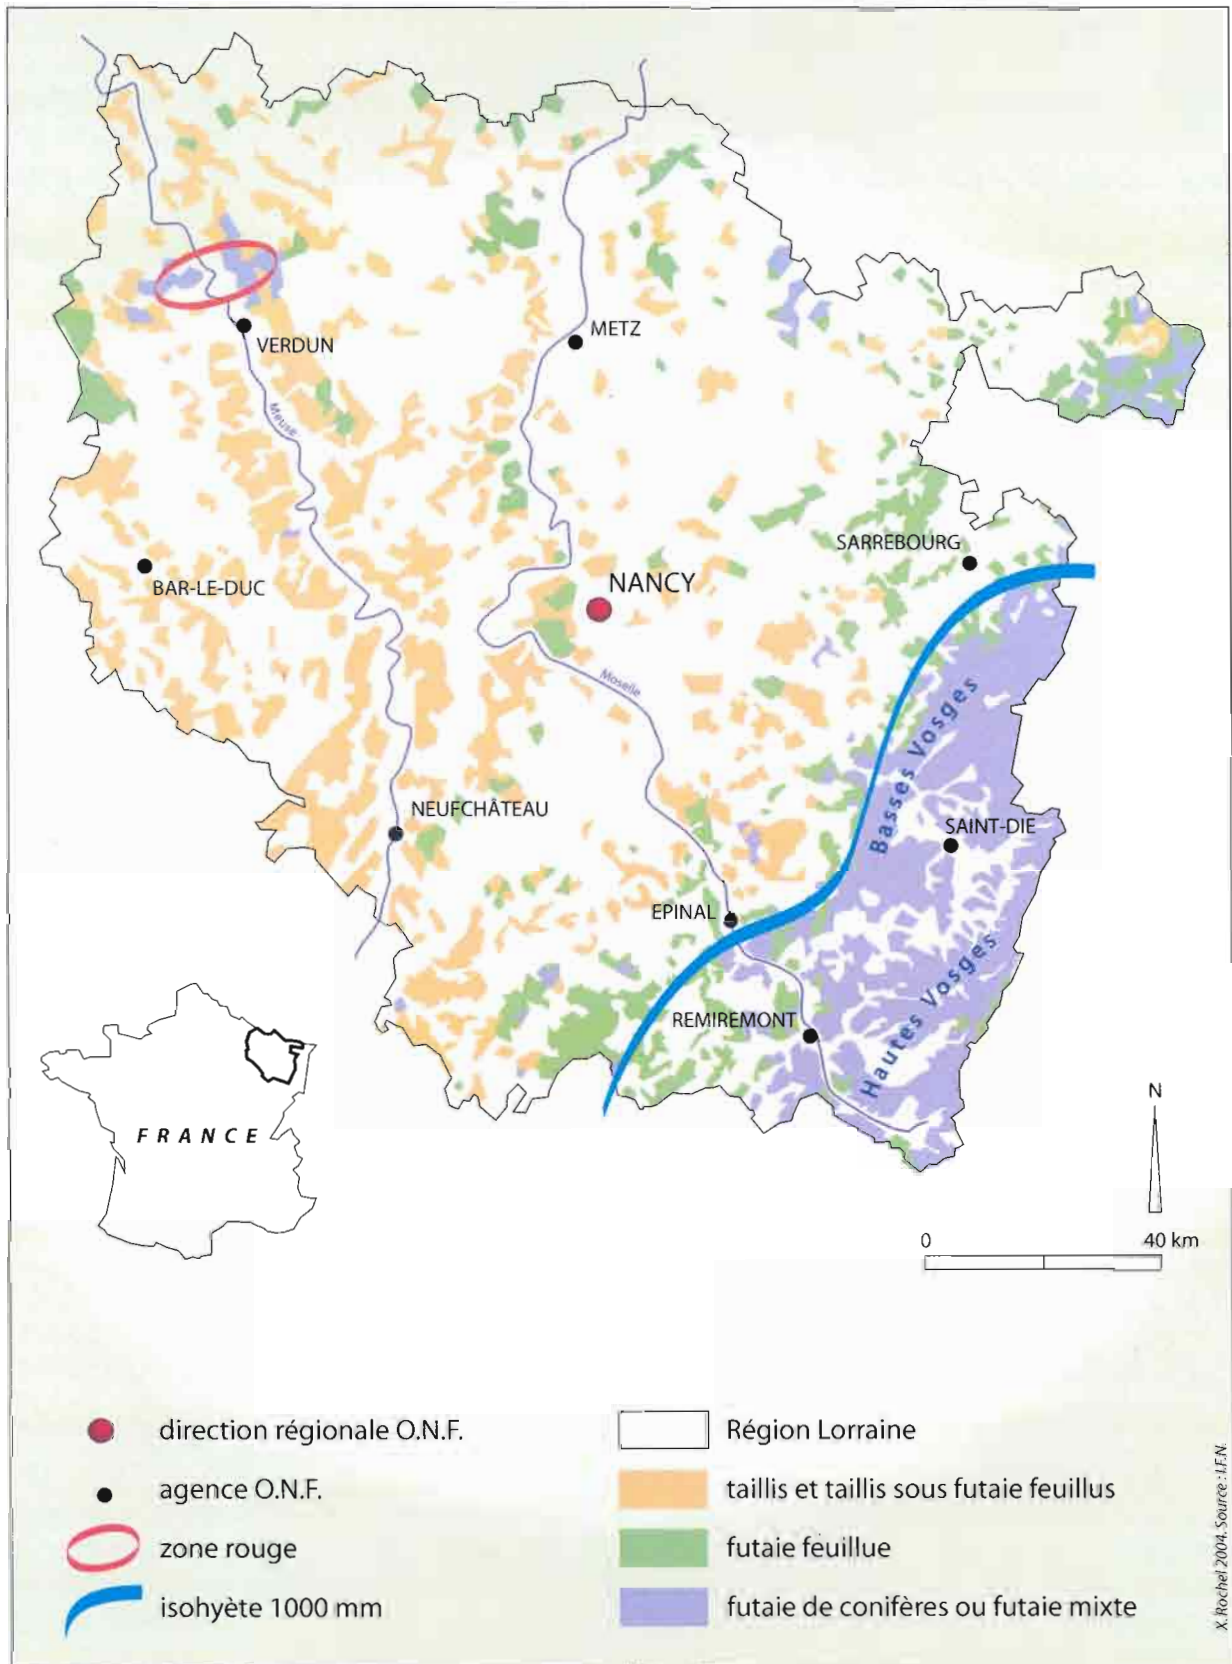 VERDUN
METZ
Meuse
SARREBOURG
BAR-LE-DUC
NANCY
Moselle
Basses Vosges
NEUFCHÂTEAU
SAINT-DIE
EPINAL
Hautes Vosges
REMIREMONT
N
FRANCE
0
40 km
direction régionale O.N.F.
agence O.N.F.
zone rouge
isohyète 1000 mm
Région Lorraine
taillis et taillis sous futaie feuillus
futaie feuillue
futaie de conifères ou futaie mixte
X. Rochel 2004. Source : I.F.N.